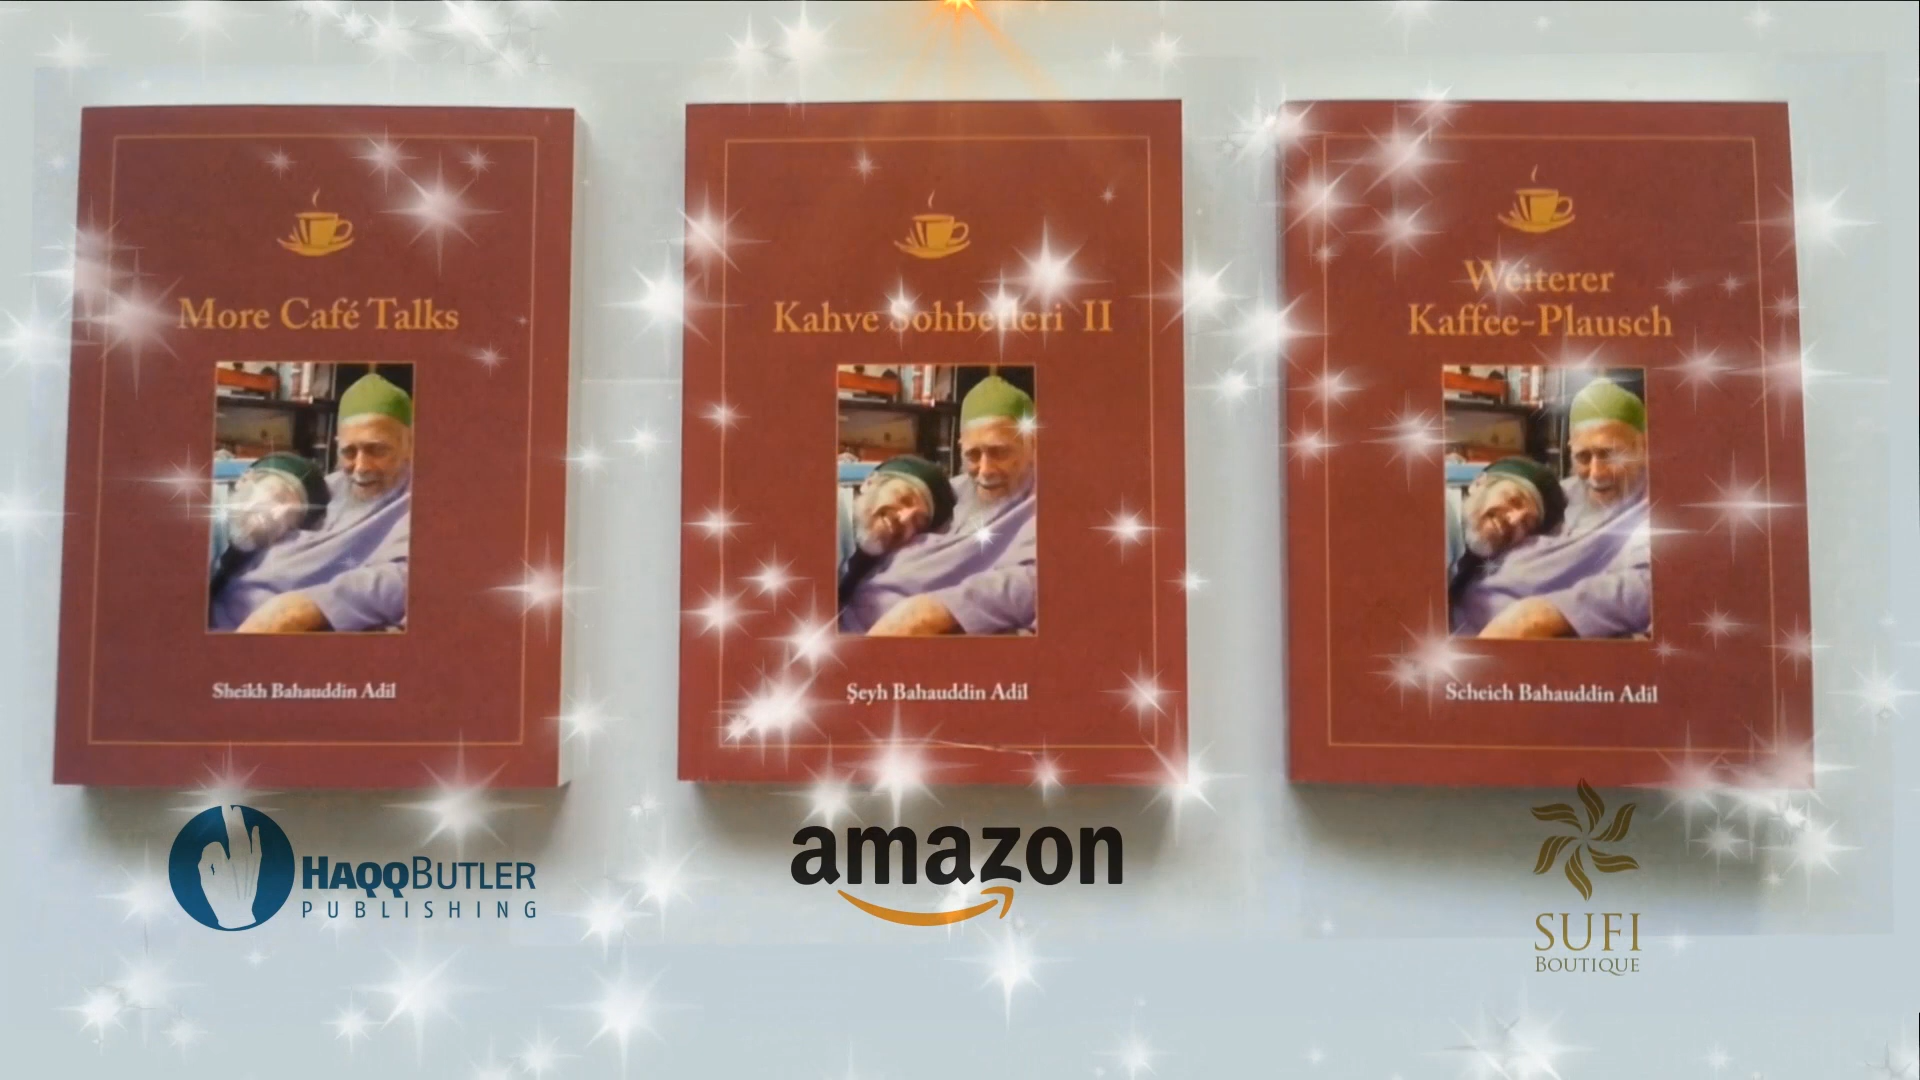 More Café Talks
Sheikh Bahauddin Adil
Kahve Sohbetleri II
Şeyh Bahauddin Adil
Weiterer
Kaffee-Plausch
Scheich Bahauddin Adil
HAQQBUTLER
PUBLISHING
amazon
SUFI
BOUTIQUE